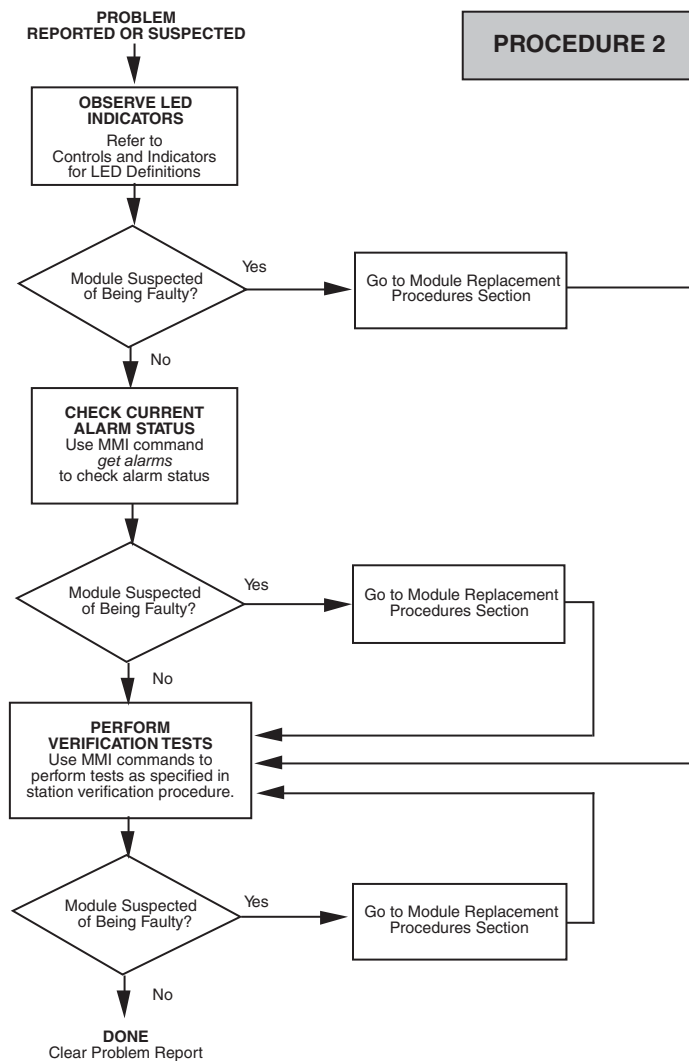 PROBLEM
REPORTED OR SUSPECTED
PROCEDURE 2
OBSERVE LED
INDICATORS
Refer to
Controls and Indicators
for LED Definitions
Module Suspected
of Being Faulty?
Yes
Go to Module Replacement
Procedures Section
No
CHECK CURRENT
ALARM STATUS
Use MMI command
get alarms
to check alarm status
Module Suspected
of Being Faulty?
Yes
Go to Module Replacement
Procedures Section
No
PERFORM
VERIFICATION TESTS
Use MMI commands to
perform tests as specified in
station verification procedure.
Module Suspected
of Being Faulty?
Yes
Go to Module Replacement
Procedures Section
No
DONE
Clear Problem Report